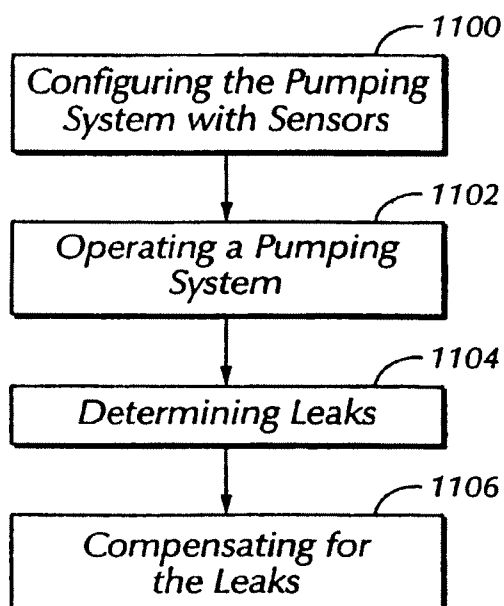 1100
Configuring the Pumping
System with Sensors
1102
Operating a Pumping
System
1104
Determining Leaks
1106
Compensating for
the Leaks